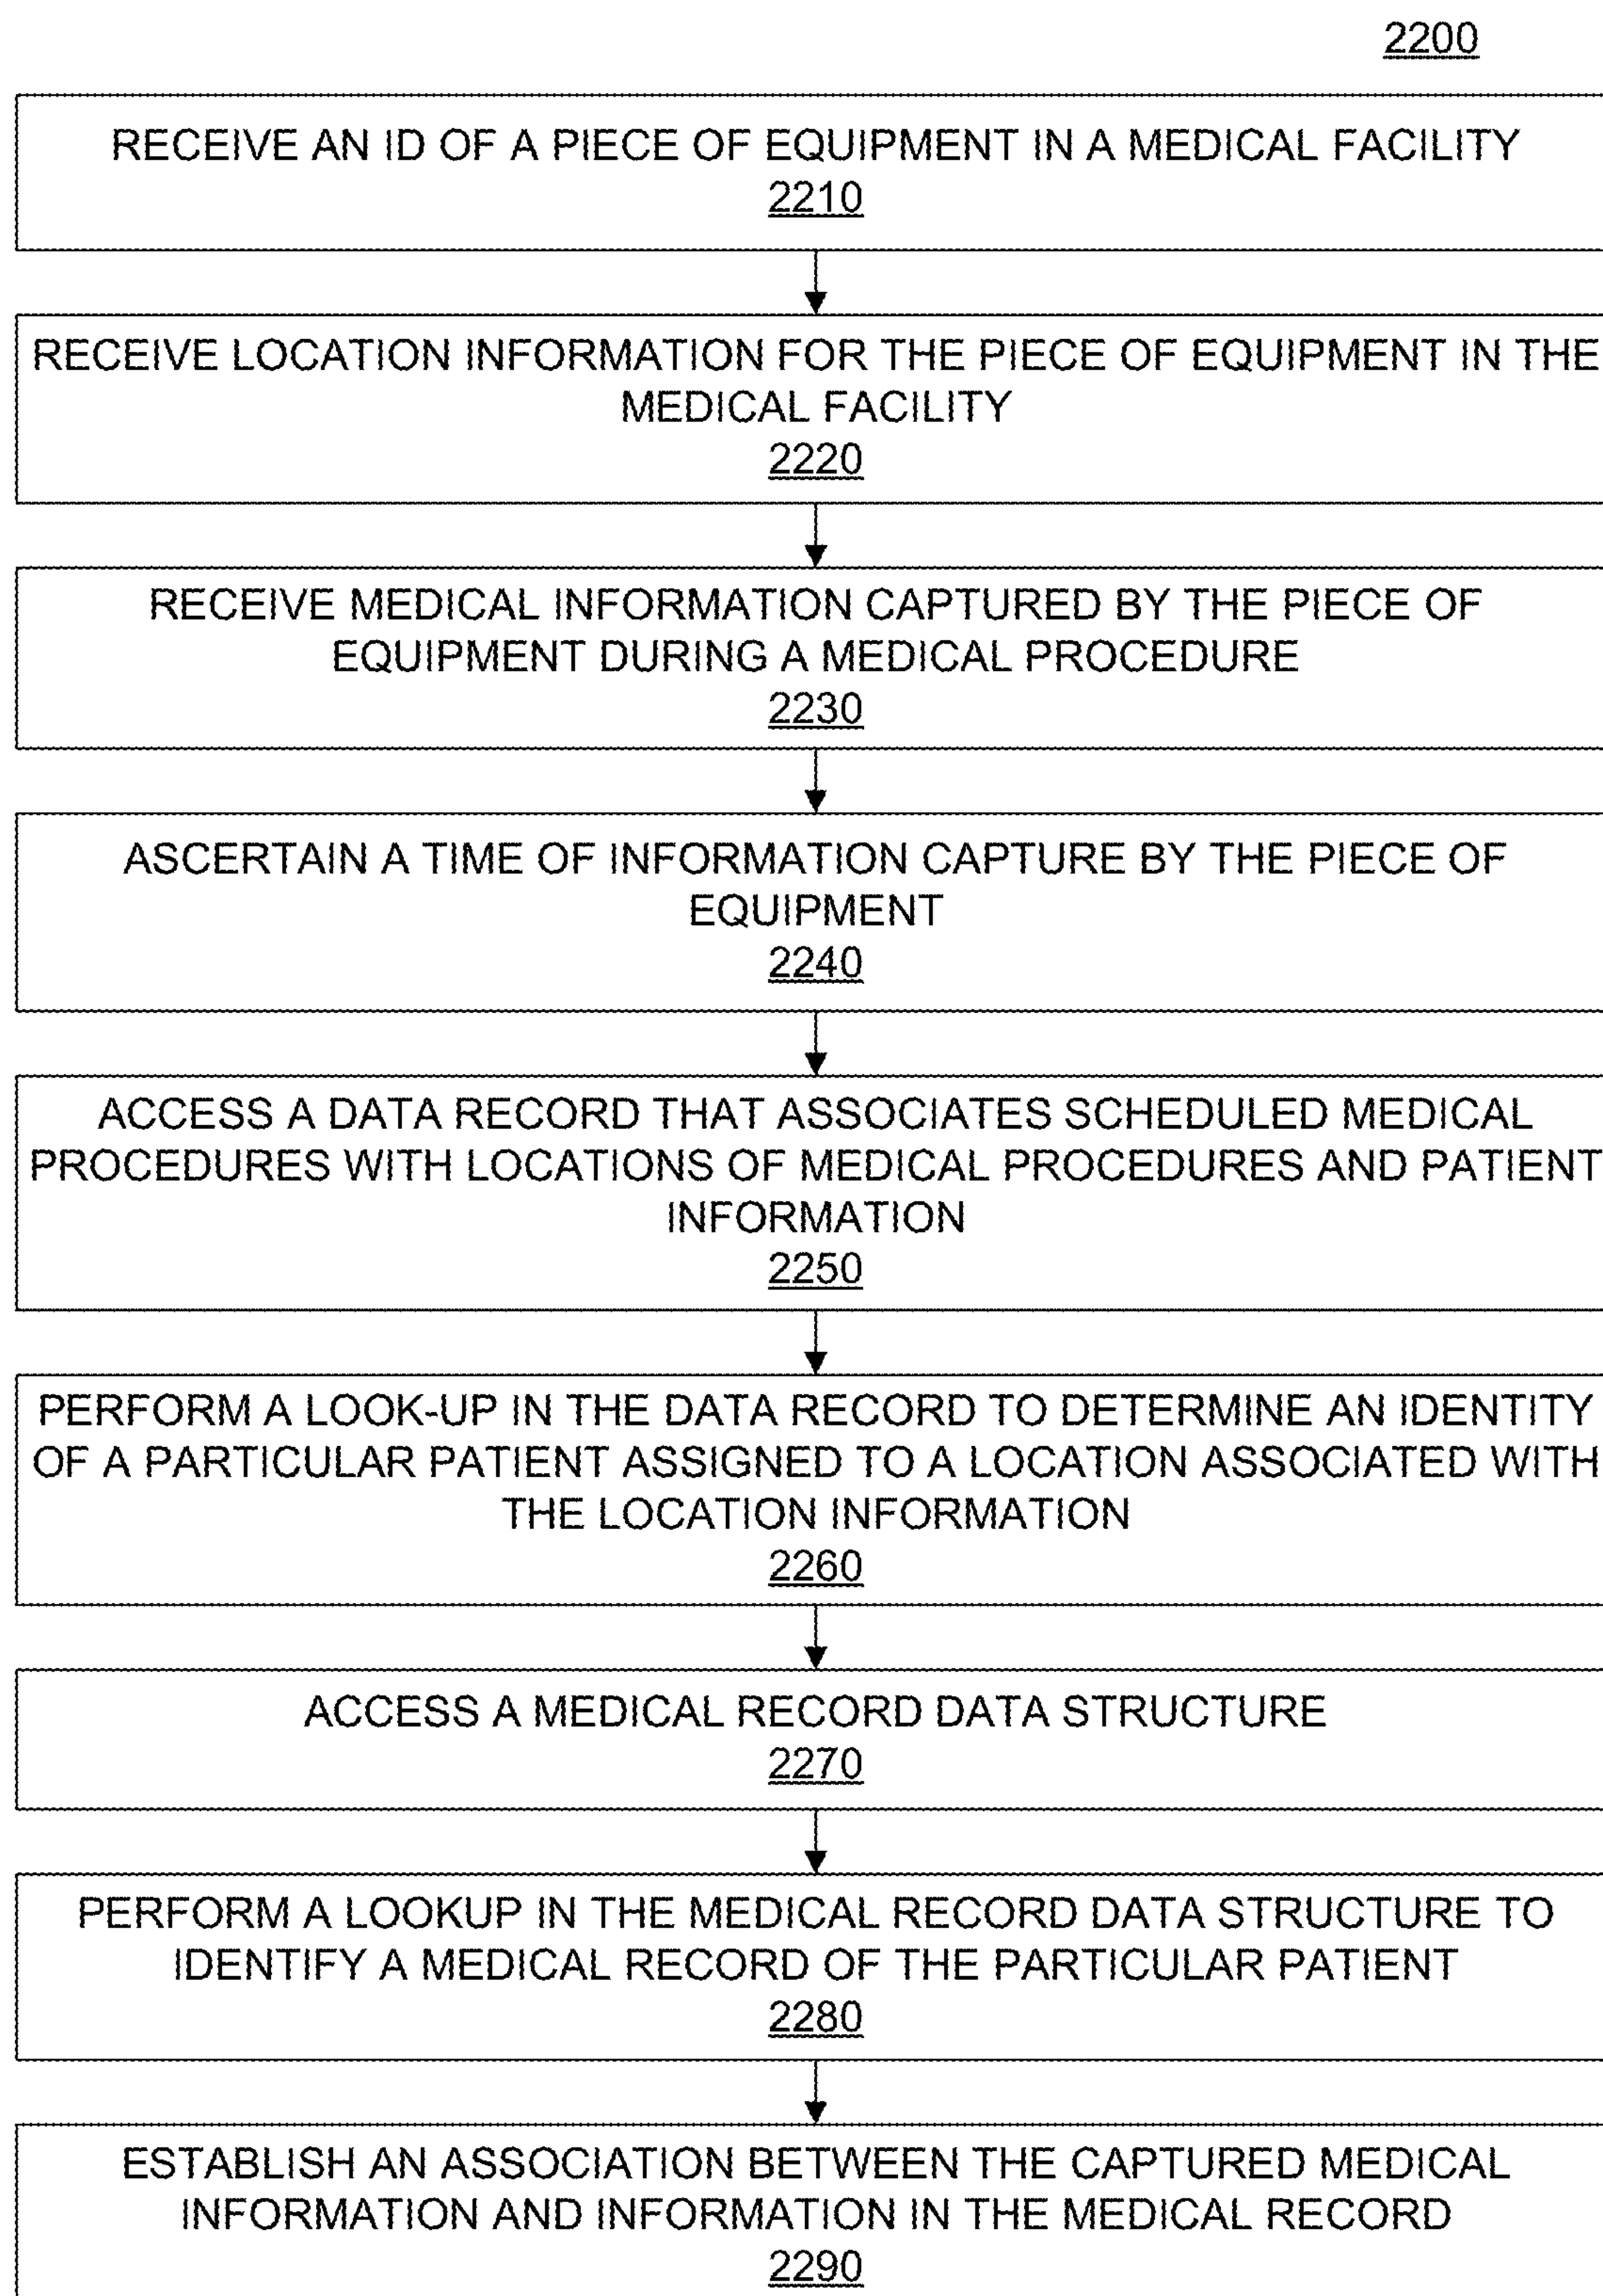 2200
RECEIVE AN ID OF A PIECE OF EQUIPMENT IN A MEDICAL FACILITY
2210
RECEIVE LOCATION INFORMATION FOR THE PIECE OF EQUIPMENT IN THE
MEDICAL FACILITY
2220
RECEIVE MEDICAL INFORMATION CAPTURED BY THE PIECE OF
EQUIPMENT DURING A MEDICAL PROCEDURE
2230
ASCERTAIN A TIME OF INFORMATION CAPTURE BY THE PIECE OF
EQUIPMENT
2240
ACCESS A DATA RECORD THAT ASSOCIATES SCHEDULED MEDICAL
PROCEDURES WITH LOCATIONS OF MEDICAL PROCEDURES AND PATIENT
INFORMATION
2250
PERFORM A LOOK-UP IN THE DATA RECORD TO DETERMINE AN IDENTITY
OF A PARTICULAR PATIENT ASSIGNED TO A LOCATION ASSOCIATED WITH
THE LOCATION INFORMATION
2260
ACCESS A MEDICAL RECORD DATA STRUCTURE
2270
PERFORM A LOOKUP IN THE MEDICAL RECORD DATA STRUCTURE TO
IDENTIFY A MEDICAL RECORD OF THE PARTICULAR PATIENT
2280
ESTABLISH AN ASSOCIATION BETWEEN THE CAPTURED MEDICAL
INFORMATION AND INFORMATION IN THE MEDICAL RECORD
2290